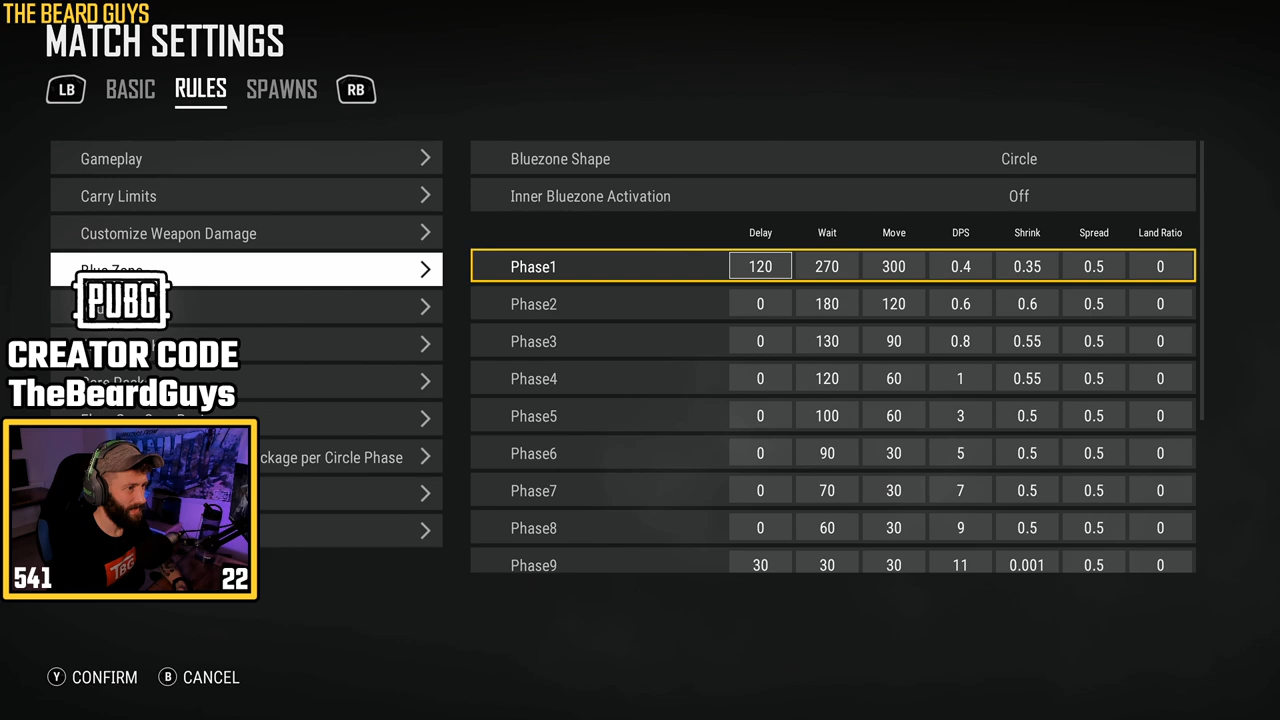 THE BEARD GUYS
MATCH SETTINGS
LB BASIC RULES SPAWNS RB
Gameplay
Carry Limits
Customize Weapon Damage
Blue Zone
PUBG
CREATOR CODE
TheBeardGuys
ckage per Circle Phase
TBG
541 22
Bluezone Shape Circle
Inner Bluezone Activation Off
Delay Wait Move DPS Shrink Spread Land Ratio
Phase1 120 270 300 0.4 0.35 0.5 0
Phase2 0 180 120 0.6 0.6 0.5 0
Phase3 0 130 90 0.8 0.55 0.5 0
Phase4 0 120 60 1 0.55 0.5 0
Phase5 0 100 60 3 0.5 0.5 0
Phase6 0 90 30 5 0.5 0.5 0
Phase7 0 70 30 7 0.5 0.5 0
Phase8 0 60 30 9 0.5 0.5 0
Phase9 30 30 30 11 0.001 0.5 0
Y CONFIRM B CANCEL